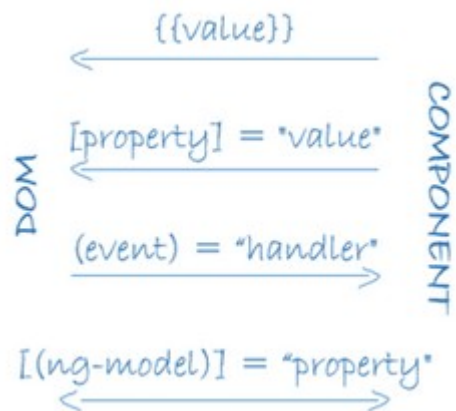 {{value}}
[property] = "value"
DOM
COMPONENT
(event) = "handler"
[(ng-model)] = "property"